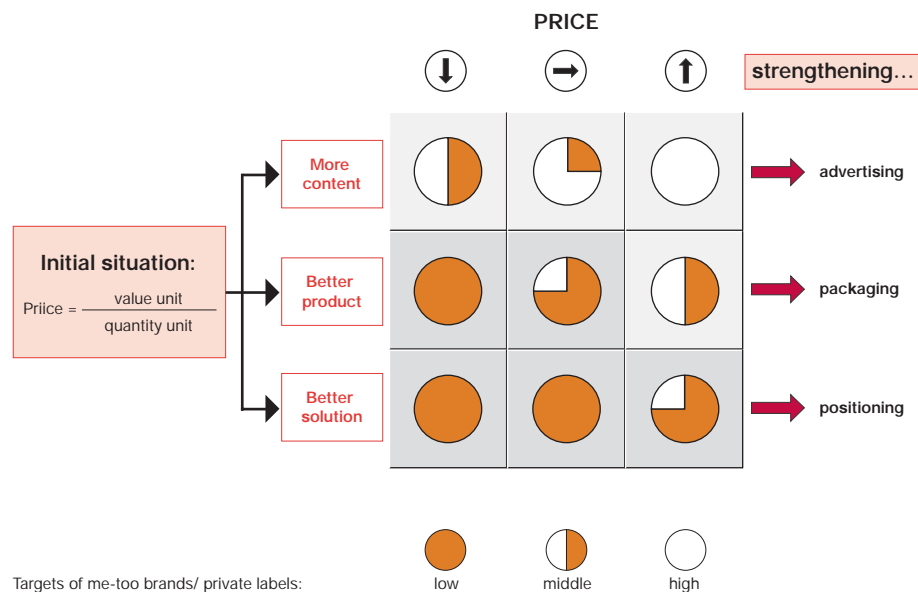 PRICE
strengthening...
More
content
advertising
Initial situation:
Priice =
value unit
quantity unit
Better
product
packaging
Better
solution
positioning
Targets of me-too brands/ private labels:
low
middle
high